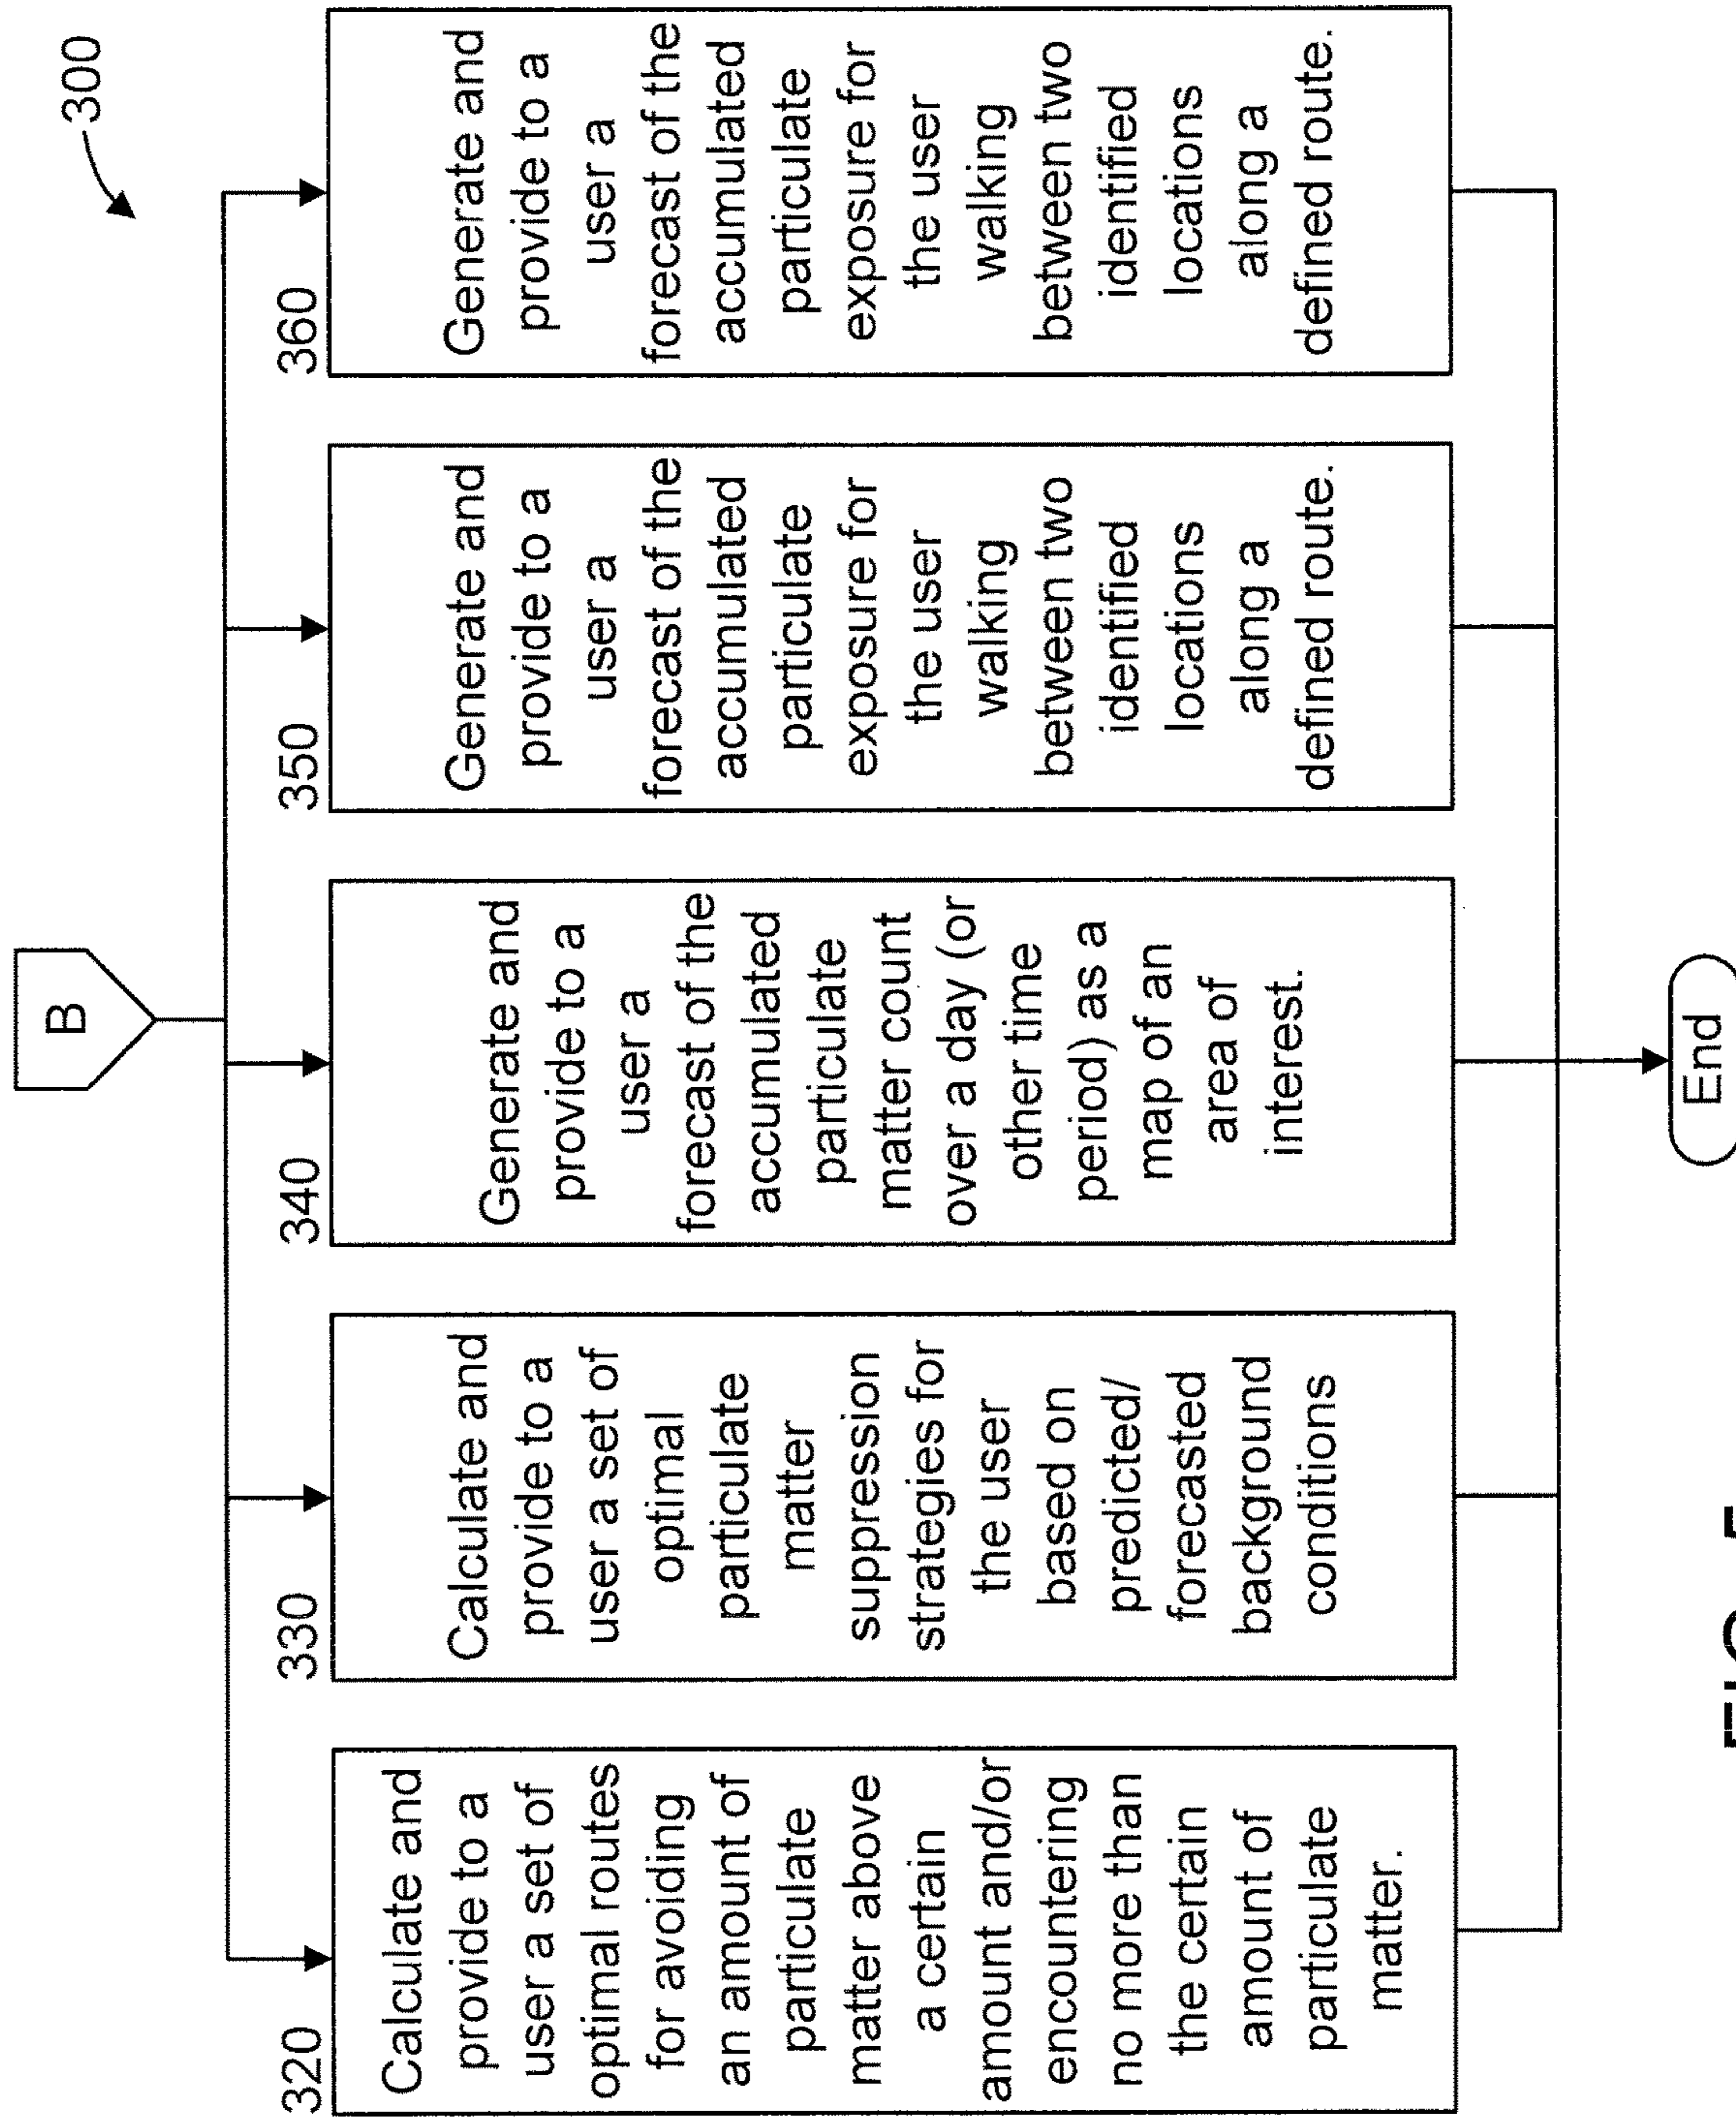 300
B
320
Calculate and
provide to a
user a set of
optimal routes
for avoiding
an amount of
particulate
matter above
a certain
amount and/or
encountering
no more than
the certain
amount of
particulate
matter.
330
Calculate and
provide to a
user a set of
optimal
particulate
matter
suppression
strategies for
the user
based on
predicted/
forecasted
background
conditions
340
Generate and
provide to a
user a
forecast of the
accumulated
particulate
matter count
over a day (or
other time
period) as a
map of an
area of
interest.
350
Generate and
provide to a
user a
forecast of the
accumulated
particulate
exposure for
the user
walking
between two
identified
locations
along a
defined route.
360
Generate and
provide to a
user a
forecast of the
accumulated
particulate
exposure for
the user
walking
between two
identified
locations
along a
defined route.
End